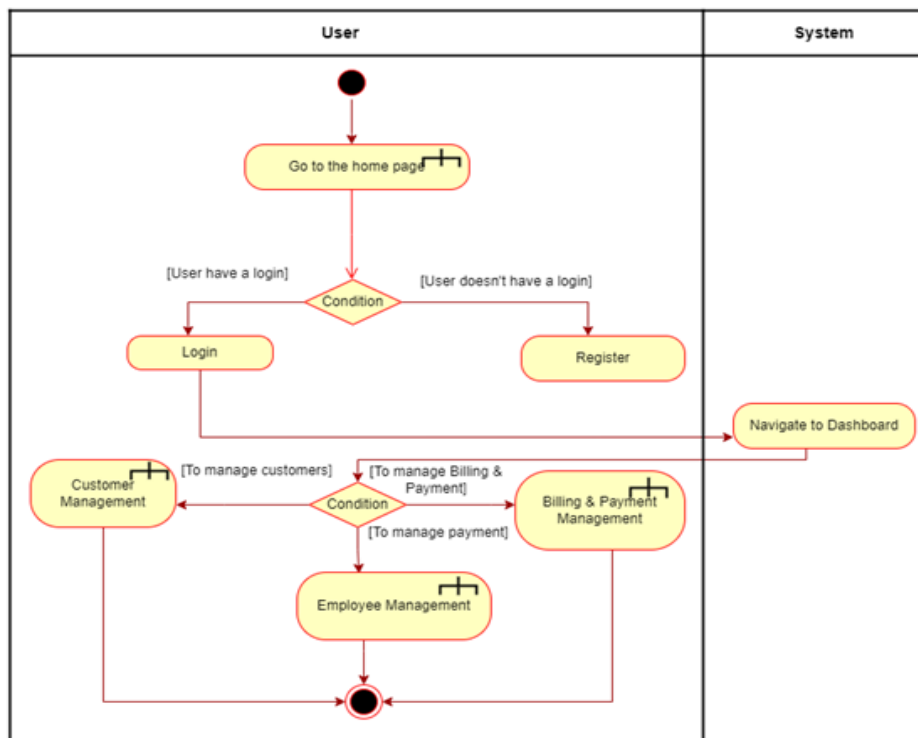 User
System
Go to the home page
[User have a login]
[User doesn't have a login]
Condition
Login
Register
Navigate to Dashboard
[To manage customers]
[To manage Billing &
Payment]
Customer
Management
Condition
Billing & Payment
Management
[To manage payment]
Employee Management